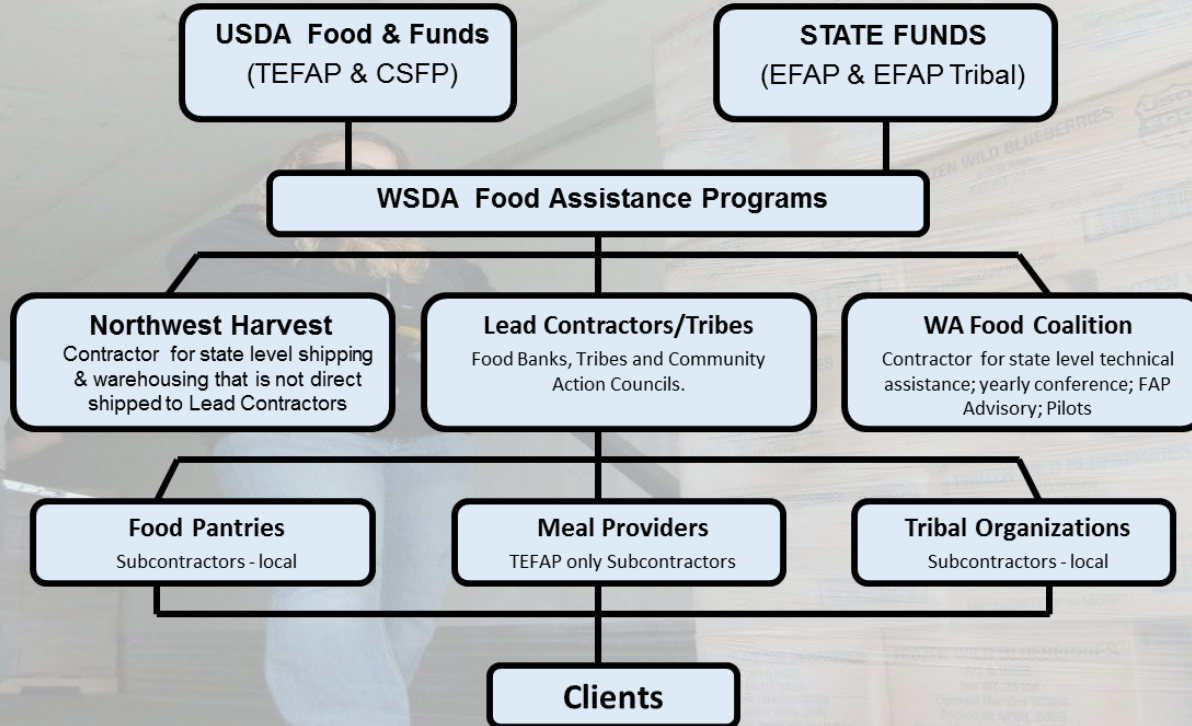 USDA Food & Funds
(TEFAP & CSFP)
STATE FUNDS
(EFAP & EFAP Tribal)
WSDA Food Assistance Programs
Northwest Harvest
Contractor for state level shipping
& warehousing that is not direct
shipped to Lead Contractors
Lead Contractors/Tribes
Food Banks, Tribes and Community
Action Councils.
WA Food Coalition
Contractor for state level technical
assistance; yearly conference; FAP
Advisory; Pilots
Food Pantries
Subcontractors - local
Meal Providers
TEFAP only Subcontractors
Tribal Organizations
Subcontractors - local
Clients
WILD BLUEBERRIES